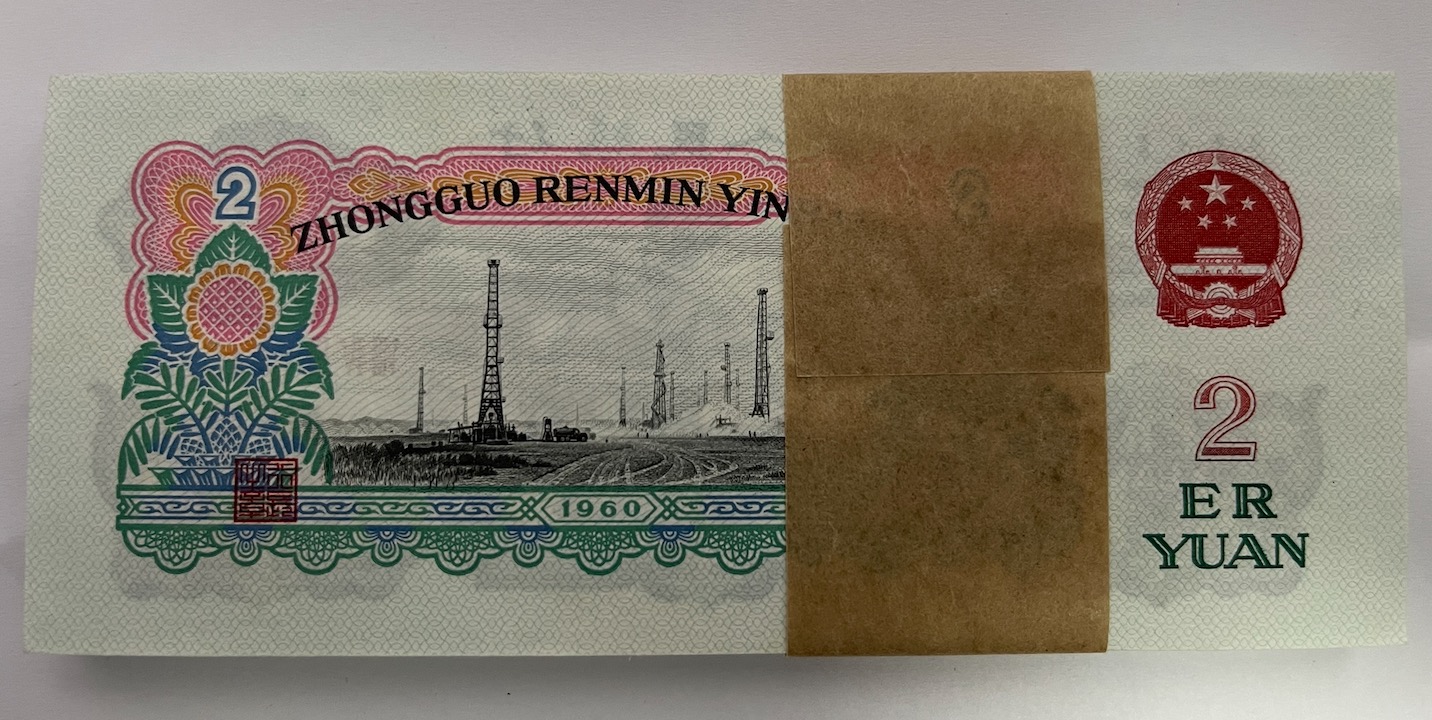 2
ZHONGGUO RENMIN YIN
1960
2
ER
YUAN